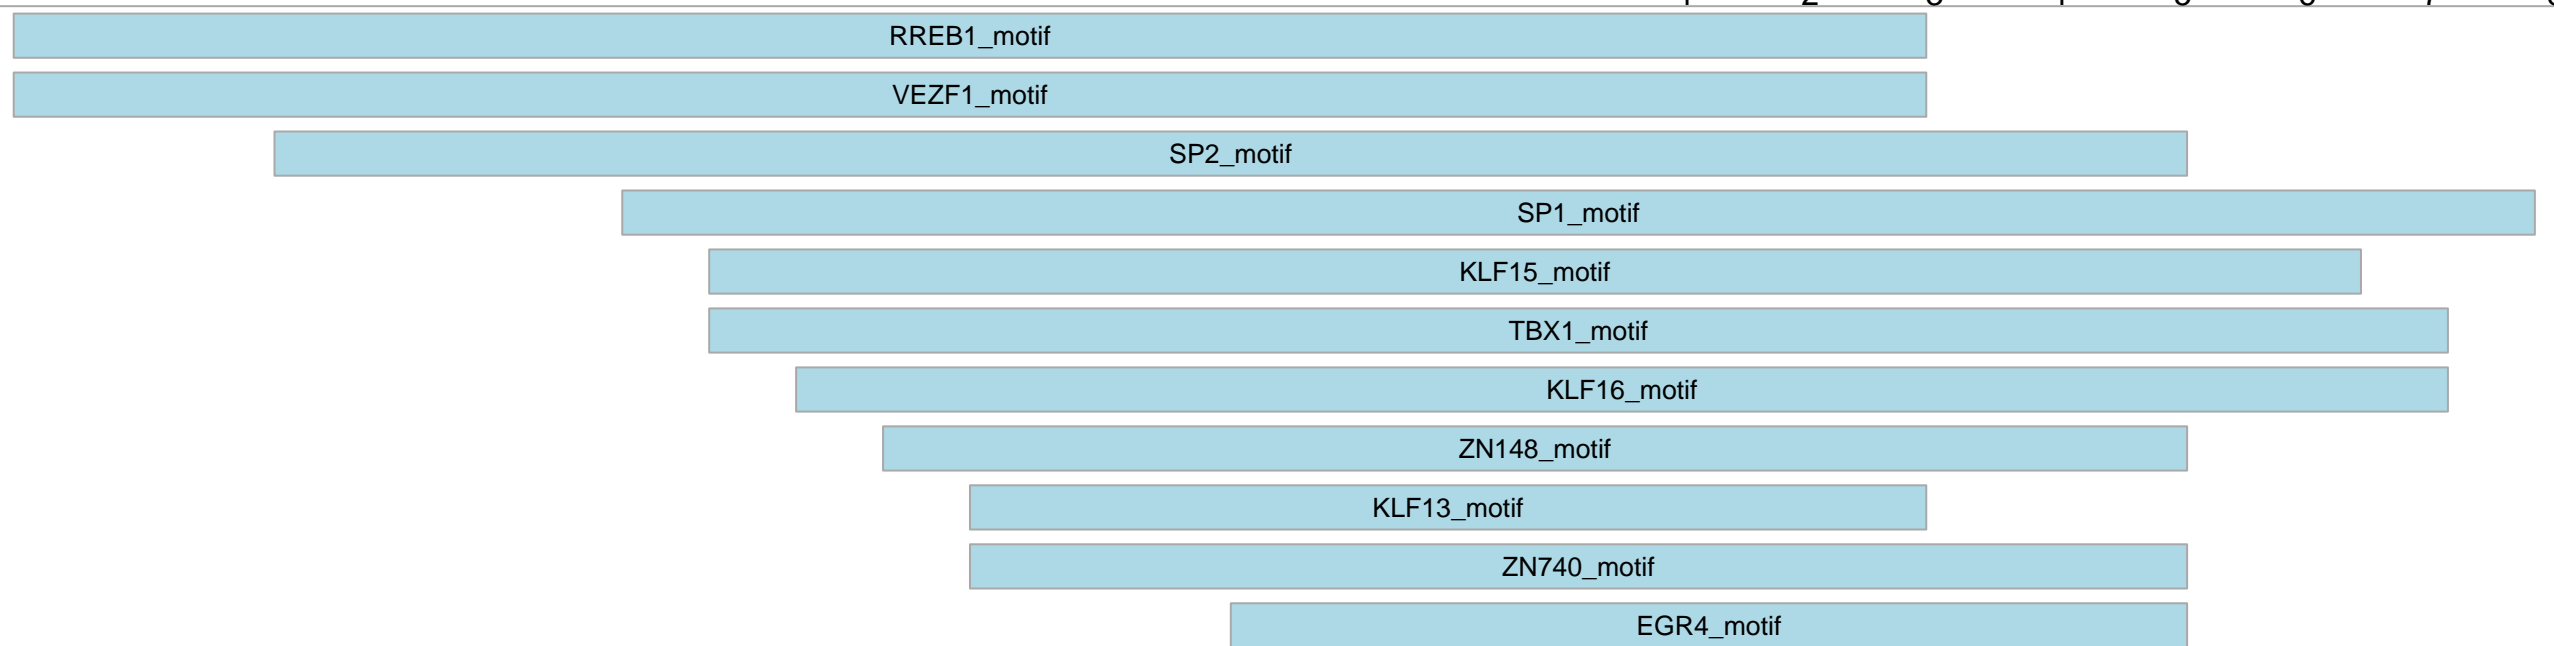 RREB1_motif
VEZF1_motif
SP2_motif
SP1_motif
KLF15_motif
TBX1_motif
KLF16_motif
ZN148_motif
KLF13_motif
ZN740_motif
EGR4_motif